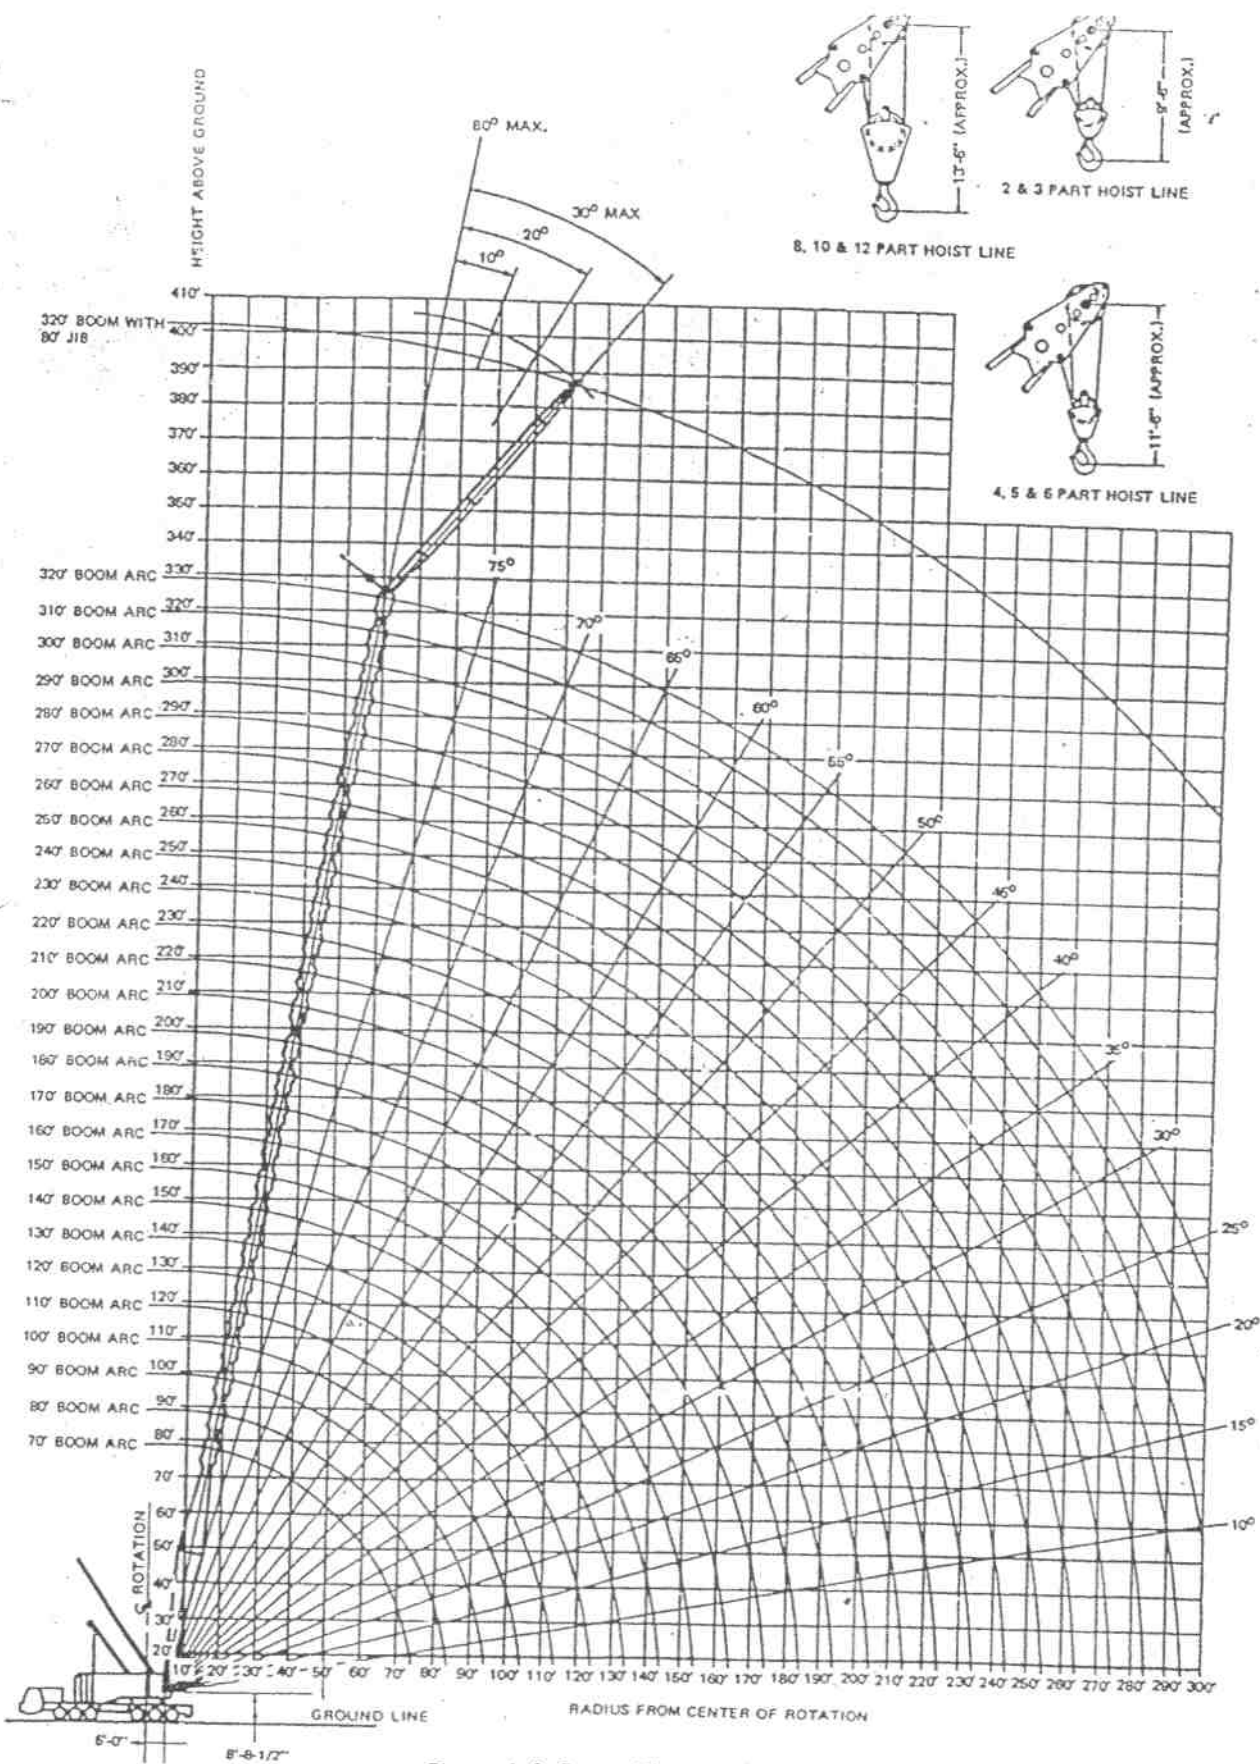 HEIGHT ABOVE GROUND
80° MAX.
30° MAX
20°
10°
13'-6" (APPROX.)
8, 10 & 12 PART HOIST LINE
(APPROX.)
2 & 3 PART HOIST LINE
11'-6" (APPROX.)
4, 5 & 6 PART HOIST LINE
410'
320' BOOM WITH
80' JIB
400'
390'
380'
370'
360'
350'
340'
320' BOOM ARC 330'
310' BOOM ARC 320'
300' BOOM ARC 310'
290' BOOM ARC 300'
280' BOOM ARC 290'
270' BOOM ARC 280'
260' BOOM ARC 270'
250' BOOM ARC 260'
240' BOOM ARC 250'
230' BOOM ARC 240'
220' BOOM ARC 230'
210' BOOM ARC 220'
200' BOOM ARC 210'
190' BOOM ARC 200'
180' BOOM ARC 190'
170' BOOM ARC 180'
160' BOOM ARC 170'
150' BOOM ARC 160'
140' BOOM ARC 150'
130' BOOM ARC 140'
120' BOOM ARC 130'
110' BOOM ARC 120'
100' BOOM ARC 110'
90' BOOM ARC 100'
80' BOOM ARC 90'
70' BOOM ARC 80'
70'
60'
50'
40'
30'
20'
75°
70°
65°
60°
55°
50°
45°
40°
35°
30°
25°
20°
15°
10°
℄ ROTATION
10' 20' 30' 40' 50' 60' 70' 80' 90' 100' 110' 120' 130' 140' 150' 160' 170' 180' 190' 200' 210' 220' 230' 240' 250' 260' 270' 280' 290' 300'
GROUND LINE
RADIUS FROM CENTER OF ROTATION
6'-0"
8'-8-1/2"